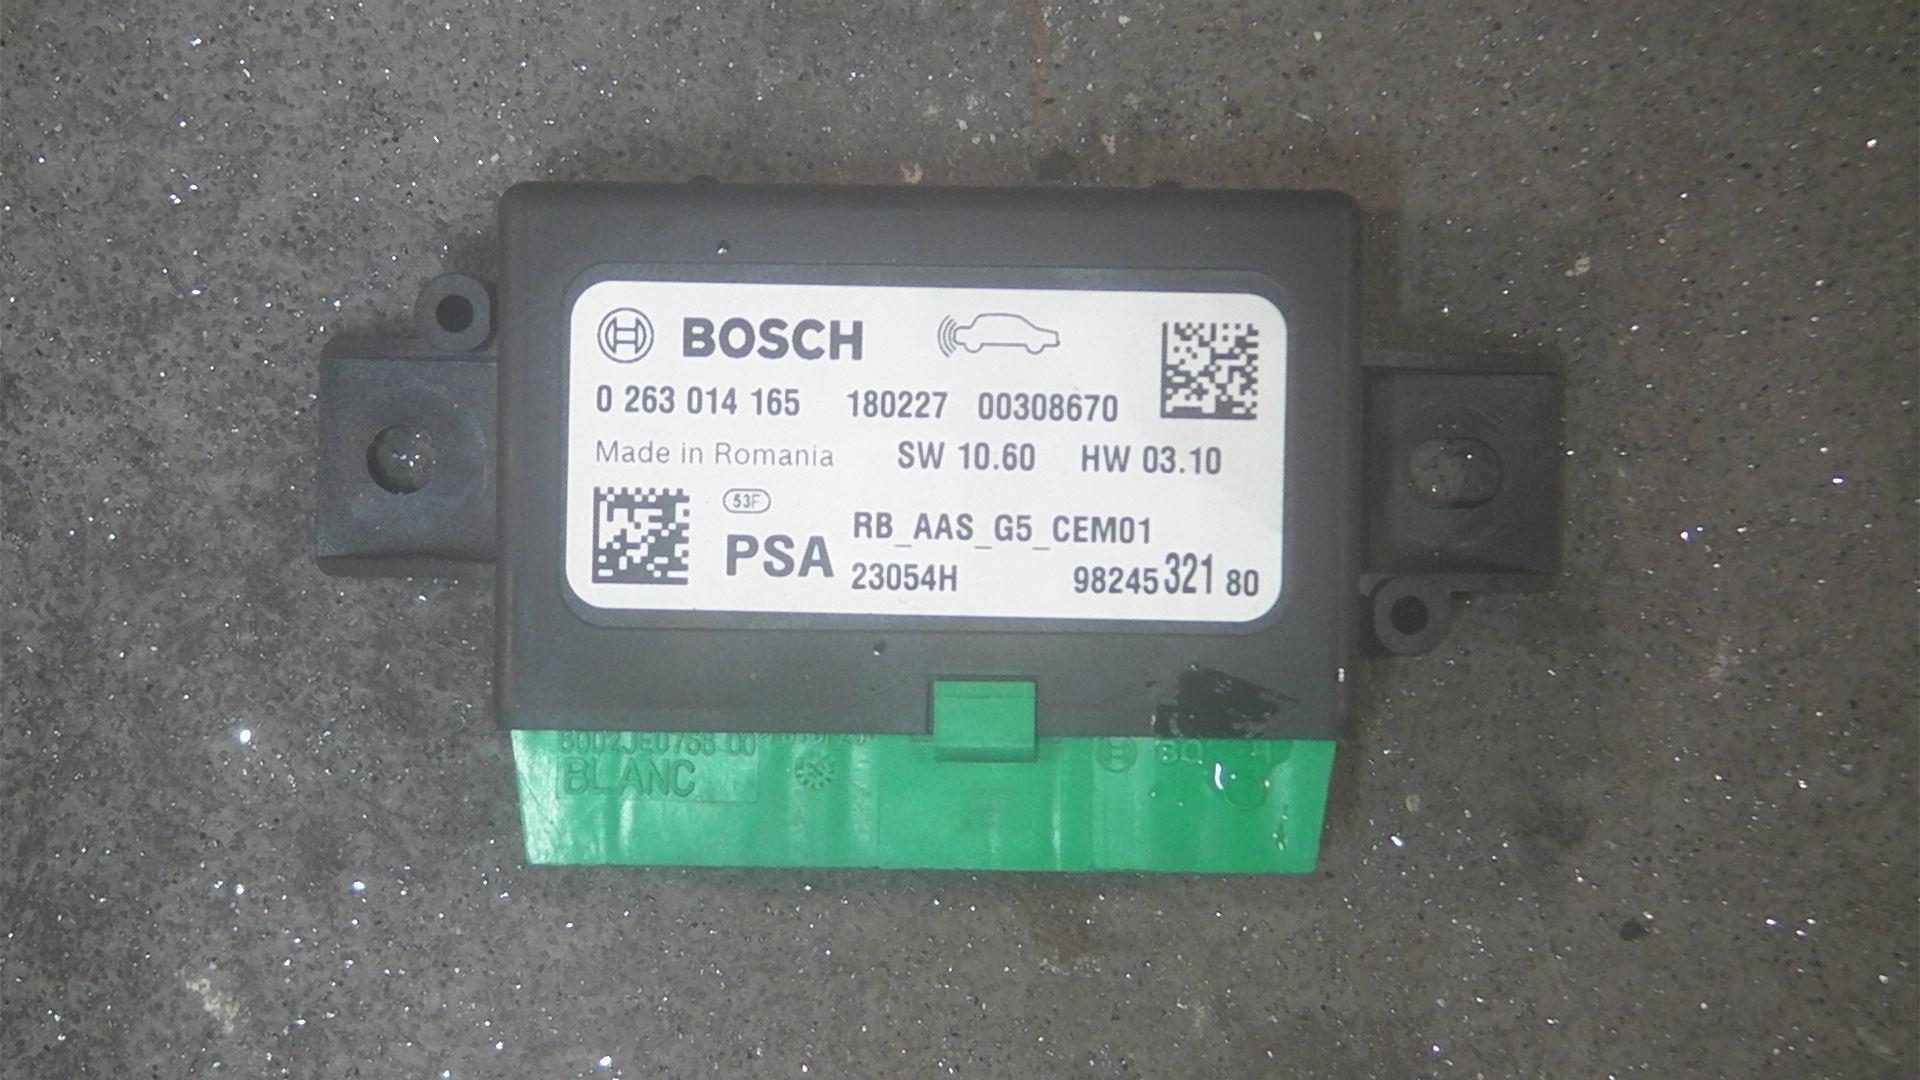 BOSCH
0 263 014 165 180227 00308670
Made in Romania SW 10.60 HW 03.10
53F
RB_AAS_G5_CEM01
PSA 23054H 98245 321 80
BLANC